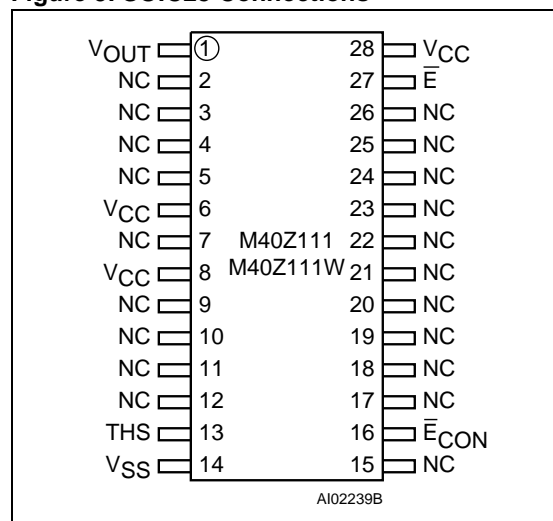 Figure Connections
VOUT 1 28 VCC
NC 2 27 E̅
NC 3 26 NC
NC 4 25 NC
NC 5 24 NC
VCC 6 23 NC
NC 7 M40Z111 22 NC
VCC 8 M40Z111W 21 NC
NC 9 20 NC
NC 10 19 NC
NC 11 18 NC
NC 12 17 NC
THS 13 16 E̅CON
VSS 14 15 NC
AI02239B